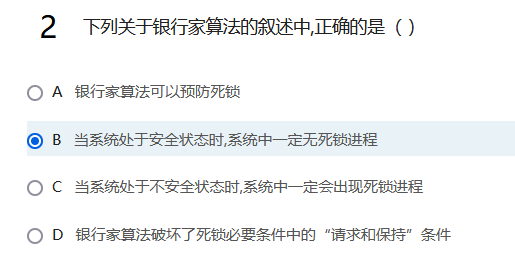 2 下列关于银行家算法的叙述中,正确的是（ ）
A 银行家算法可以预防死锁
B 当系统处于安全状态时,系统中一定无死锁进程
C 当系统处于不安全状态时,系统中一定会出现死锁进程
D 银行家算法破坏了死锁必要条件中的“请求和保持”条件